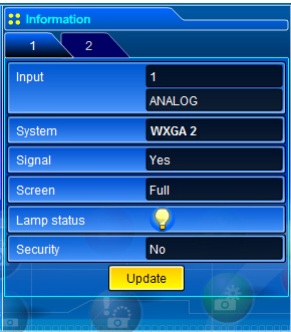 Information
1 2
Input 1
ANALOG
System WXGA 2
Signal Yes
Screen Full
Lamp status
Security No
Update